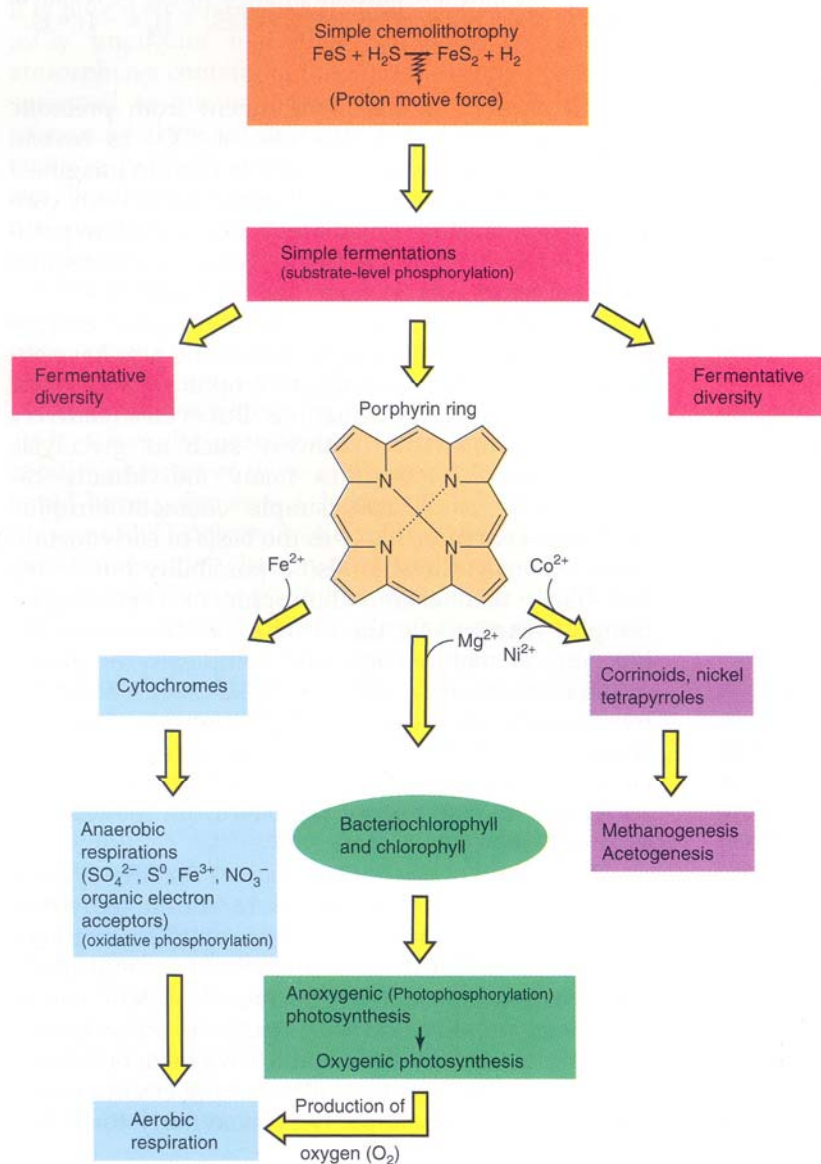 Simple chemolithotrophy
FeS + H₂S → FeS₂ + H₂
(Proton motive force)
Simple fermentations
(substrate-level phosphorylation)
Fermentative
diversity
Fermentative
diversity
Porphyrin ring
N N
N N
Fe²⁺
Co²⁺
Mg²⁺
Ni²⁺
Cytochromes
Corrinoids, nickel
tetrapyrroles
Anaerobic
respirations
(SO₄²⁻, S⁰, Fe³⁺, NO₃⁻
organic electron
acceptors)
(oxidative phosphorylation)
Bacteriochlorophyll
and chlorophyll
Methanogenesis
Acetogenesis
Anoxygenic (Photophosphorylation)
photosynthesis
Oxygenic photosynthesis
Aerobic
respiration
Production of
oxygen (O₂)